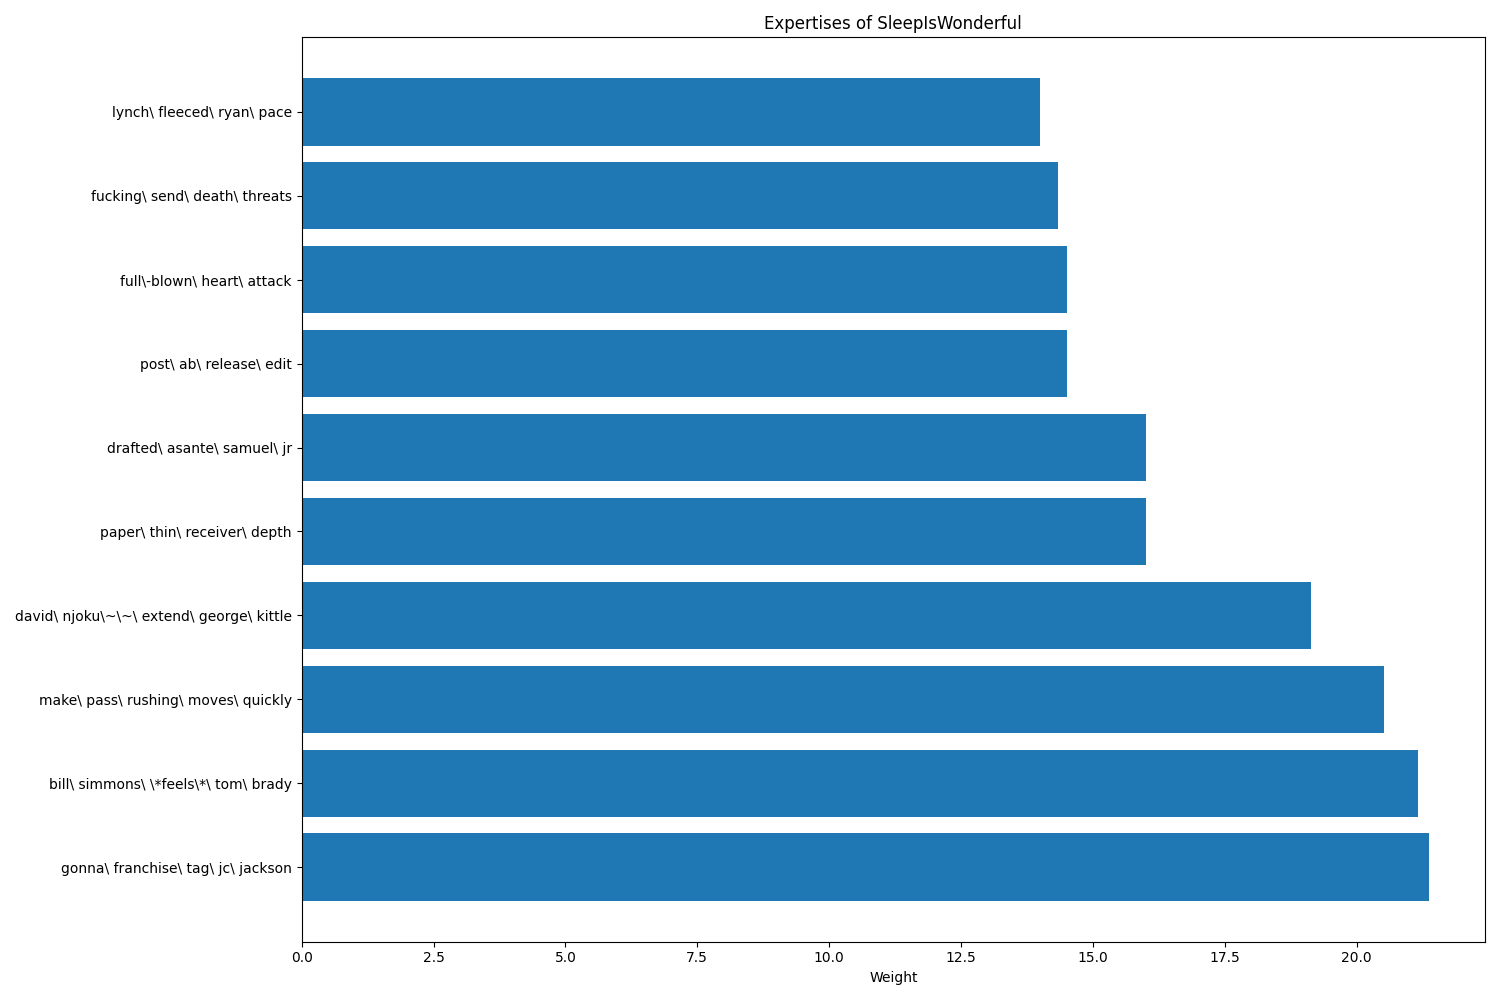 Expertises of SleepIsWonderful
lynch\ fleeced\ ryan\ pace
fucking\ send\ death\ threats
full\-blown\ heart\ attack
post\ ab\ release\ edit
drafted\ asante\ samuel\ jr
paper\ thin\ receiver\ depth
david\ njoku\~\~\ extend\ george\ kittle
make\ pass\ rushing\ moves\ quickly
bill\ simmons\ \*feels\*\ tom\ brady
gonna\ franchise\ tag\ jc\ jackson
0.0 2.5 5.0 7.5 10.0 12.5 15.0 17.5 20.0
Weight